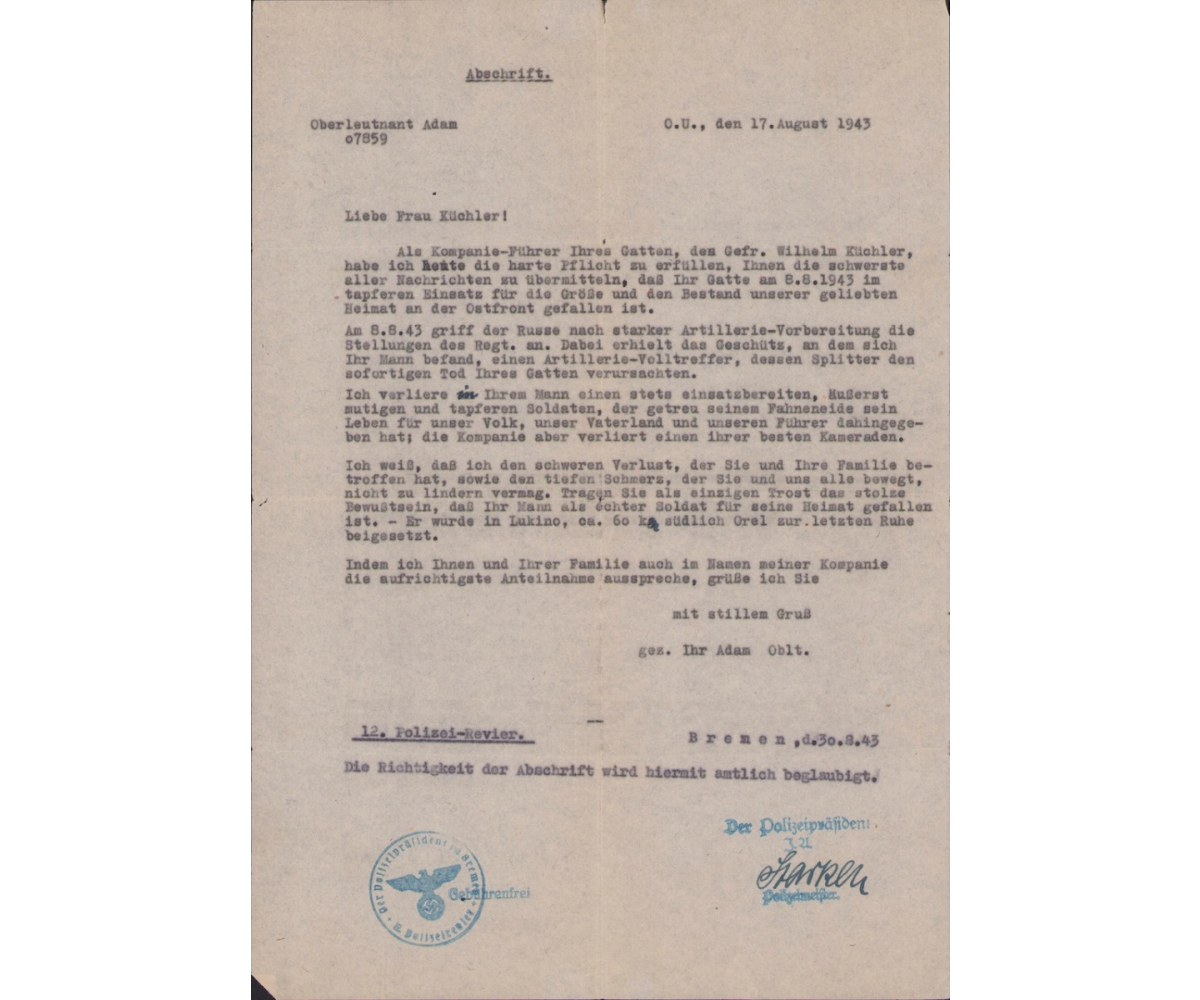 Abschrift.
Oberleutnant Adam
o7859
O.U., den 17.August 1943
Liebe Frau Küchler!
Als Kompanie-Führer Ihres Gatten, des Gefr. Wilhelm Küchler,
habe ich heute die harte Pflicht zu erfüllen, Ihnen die schwerste
aller Nachrichten zu übermitteln, daß Ihr Gatte am 8.8.1943 im
tapferen Einsatz für die Größe und den Bestand unserer geliebten
Heimat an der Ostfront gefallen ist.
Am 8.8.43 griff der Russe nach starker Artillerie-Vorbereitung die
Stellungen des Regt. an. Dabei erhielt das Geschütz, an dem sich
Ihr Mann befand, einen Artillerie-Volltreffer, dessen Splitter den
sofortigen Tod Ihres Gatten verursachten.
Ich verliere in Ihrem Mann einen stets einsatzbereiten, äußerst
mutigen und tapferen Soldaten, der getreu seinem Fahneneide sein
Leben für unser Volk, unser Vaterland und unseren Führer dahingege-
ben hat; die Kompanie aber verliert einen ihrer besten Kameraden.
Ich weiß, daß ich den schweren Verlust, der Sie und Ihre Familie be-
troffen hat, sowie den tiefen Schmerz, der Sie und uns alle bewegt,
nicht zu lindern vermag. Tragen Sie als einzigen Trost das stolze
Bewußtsein, daß Ihr Mann als echter Soldat für seine Heimat gefallen
ist. - Er wurde in Lukino, ca. 6o km südlich Orel zur letzten Ruhe
beigesetzt.
Indem ich Ihnen und Ihrer Familie auch im Namen meiner Kompanie
die aufrichtigste Anteilnahme ausspreche, grüße ich Sie
mit stillem Gruß
gez. Ihr Adam Oblt.
12. Polizei-Revier.
B r e m e n ,d.3o.8.43
Die Richtigkeit der Abschrift wird hiermit amtlich beglaubigt.
Der Polizeipräsident
J.A.
Starken
Polizeimeister.
Der Polizeipräsident in Bremen
Polizeirevier
Gebührenfrei